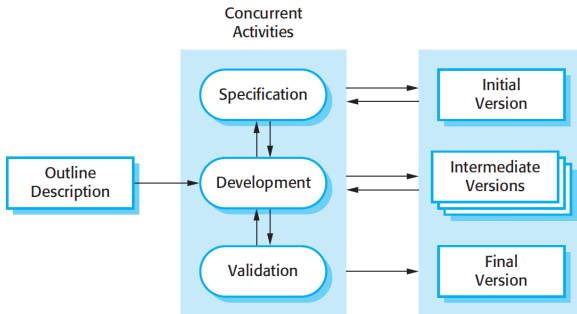 Concurrent
Activities
Specification
Initial
Version
Outline
Description
Development
Intermediate
Versions
Validation
Final
Version